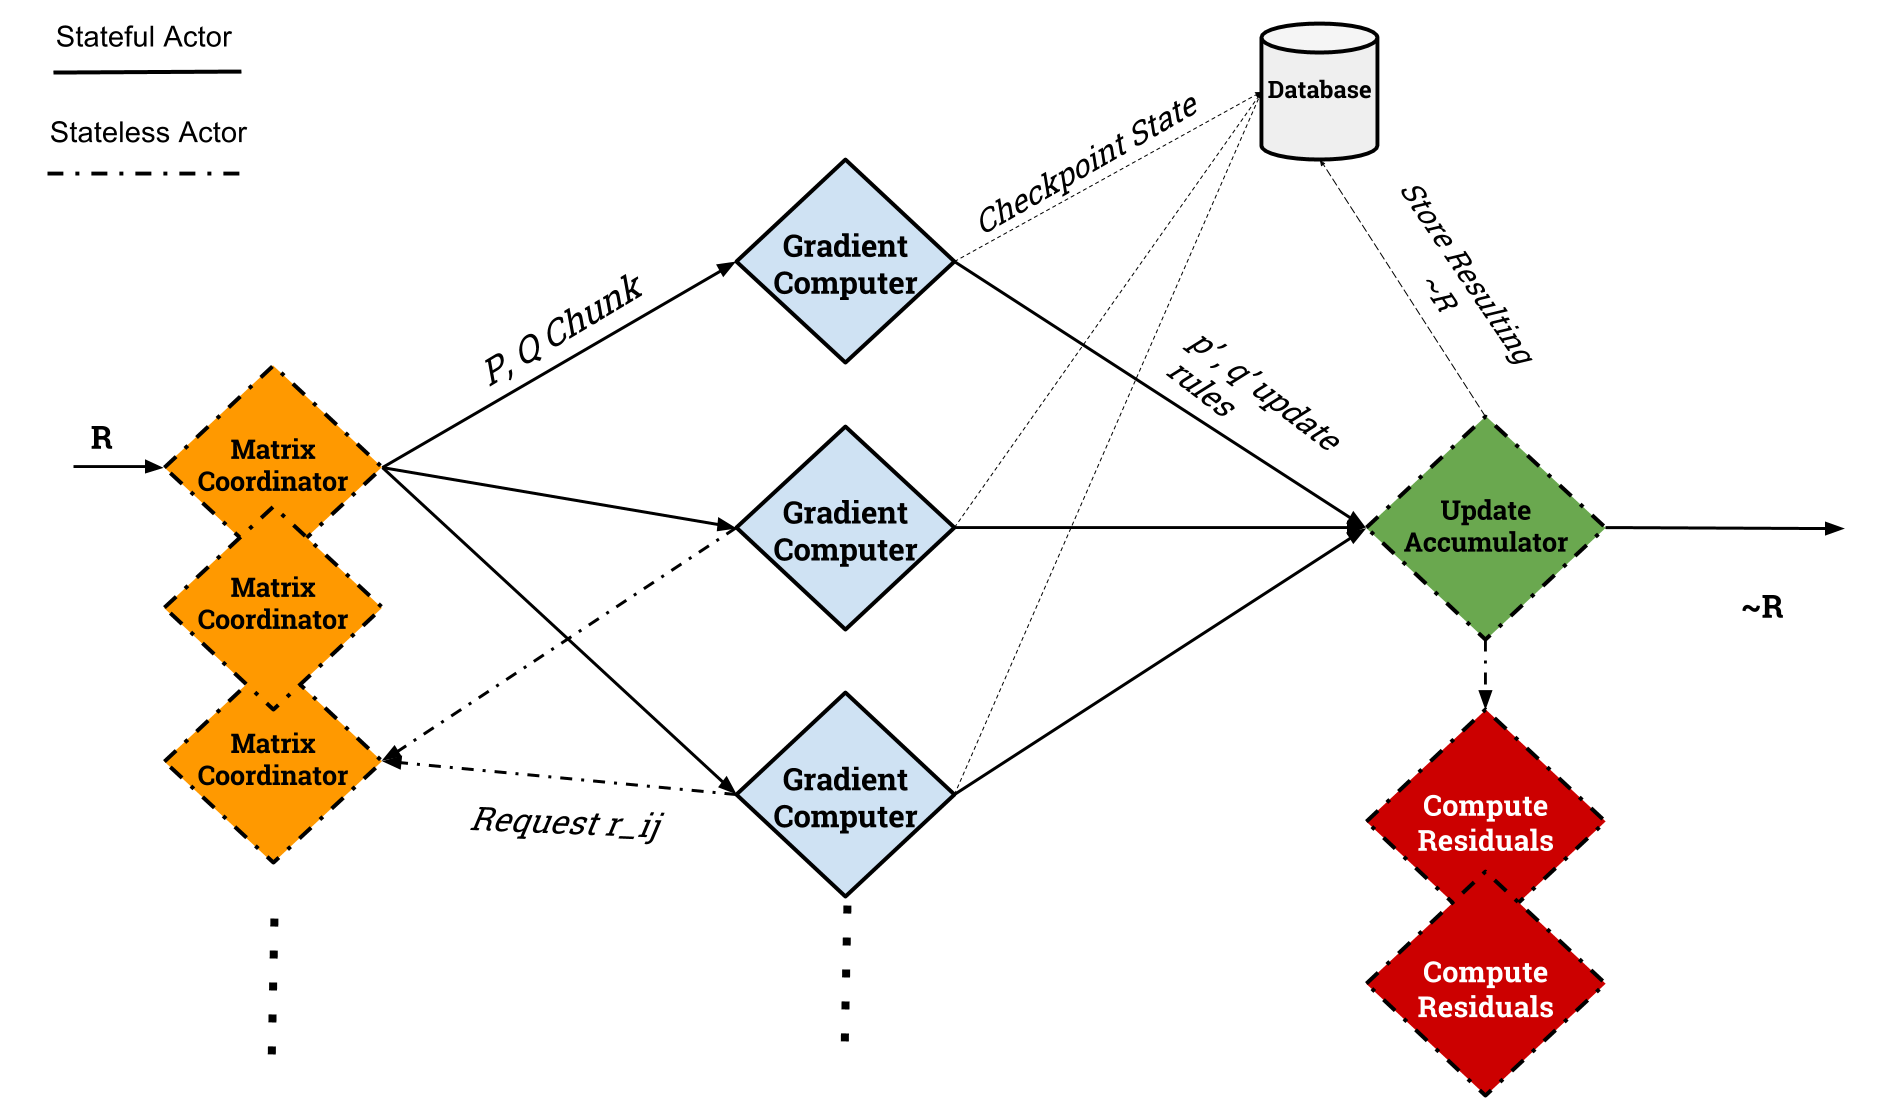 Stateful Actor
Stateless Actor
Database
Checkpoint State
Store Resulting
~R
Gradient
Computer
P, Q Chunk
p', q'update
rules
R
Matrix
Coordinator
Gradient
Computer
Update
Accumulator
Matrix
Coordinator
~R
Matrix
Coordinator
Gradient
Computer
Request r_ij
Compute
Residuals
Compute
Residuals